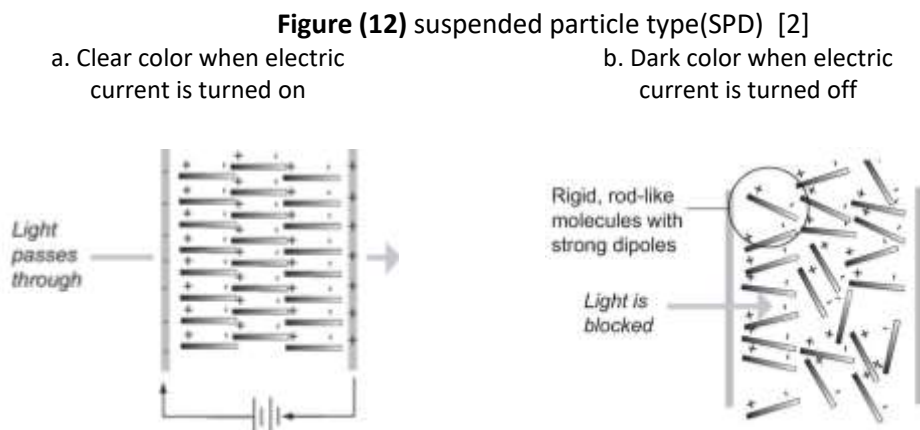 Figure (12) suspended particle type(SPD) [2]
a. Clear color when electric
current is turned on
b. Dark color when electric
current is turned off
Light
passes
through
Rigid, rod-like
molecules with
strong dipoles
Light is
blocked